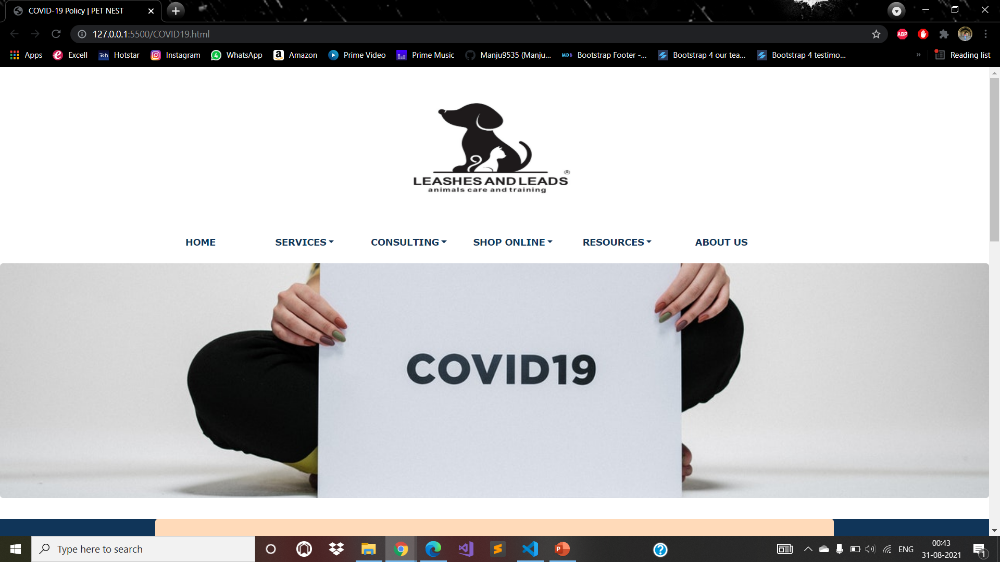 COVID-19 Policy | PET NEST
127.0.0.1:5500/COVID19.html
ABP
Apps
Excell
Hotstar
Instagram
WhatsApp
Amazon
Prime Video
Prime Music
Manju9535 (Manju...
MDB
Bootstrap Footer -...
Bootstrap 4 our tea...
Bootstrap 4 testimo...
»
Reading list
LEASHES AND LEADS ®
animals care and training
HOME
SERVICES
CONSULTING
SHOP ONLINE
RESOURCES
ABOUT US
COVID19
Type here to search
ENG
00:43
31-08-2021
1